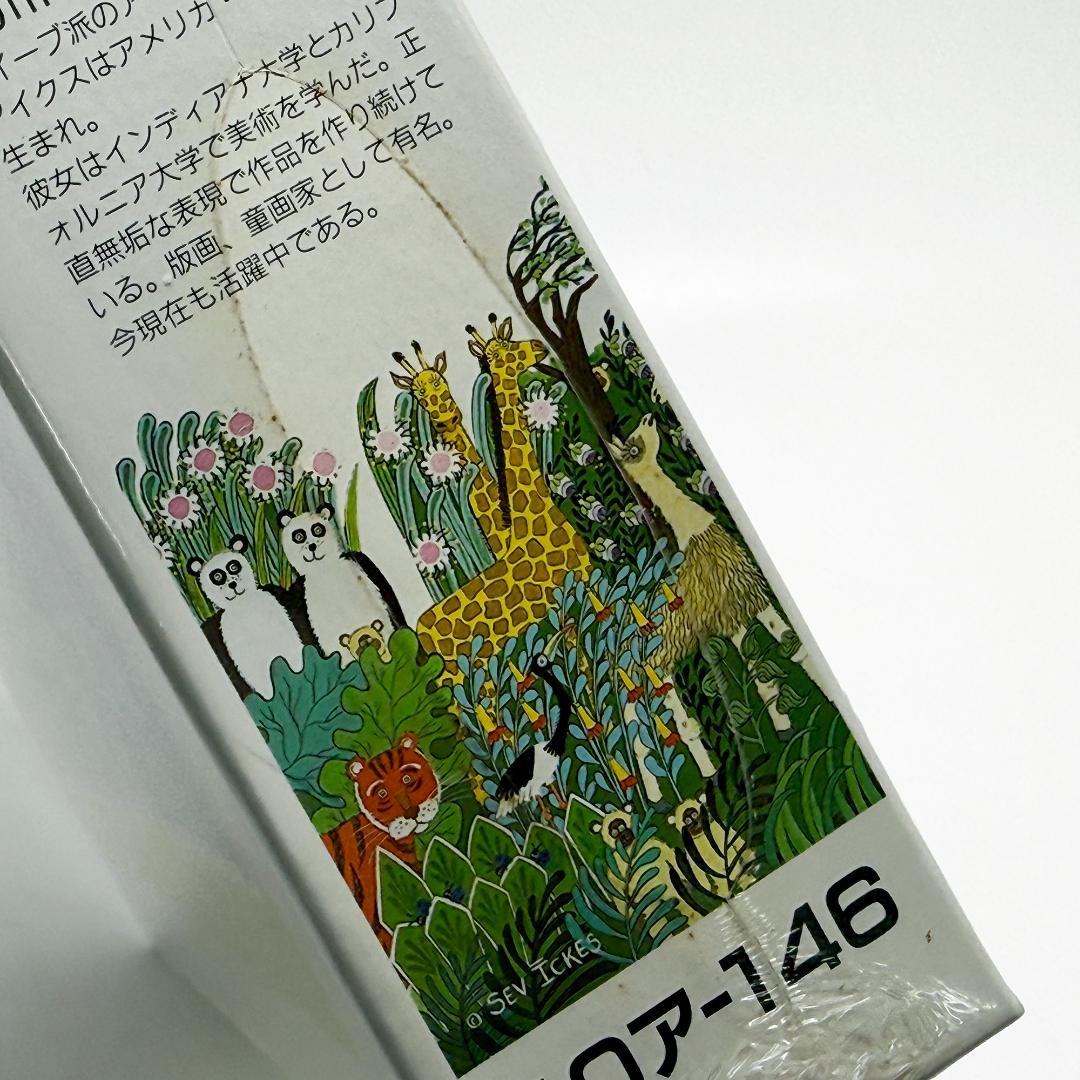 イーブ派のア
イクスはアメリカ
生まれ。
彼女はインディアナ大学とカリフ
ォルニア大学で美術を学んだ。正
直無垢な表現で作品を作り続けて
いる。版画、童画家として有名。
今現在も活躍中である。
© SEV ICKES
ロア-146